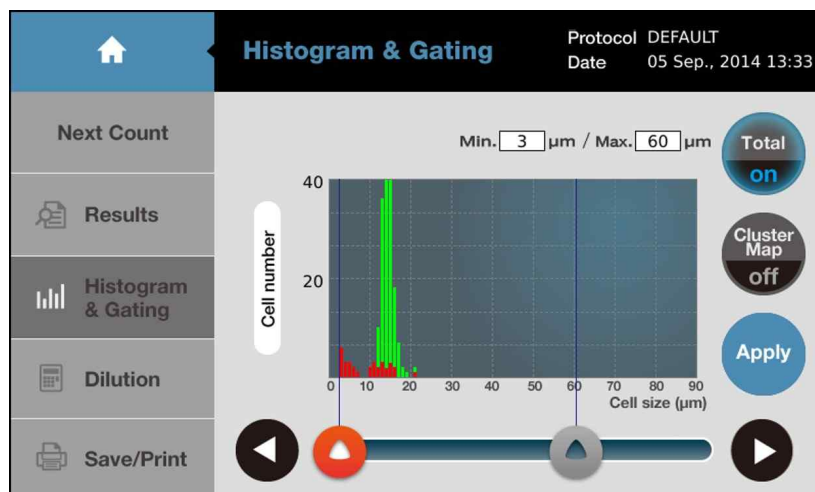 Histogram & Gating
Protocol DEFAULT
Date 05 Sep., 2014 13:33
Next Count
Results
Histogram
& Gating
Dilution
Save/Print
Min. 3 µm / Max. 60 µm
Total
on
Cluster
Map
off
Apply
Cell number
40
20
0 10 20 30 40 50 60 70 80 90
Cell size (µm)